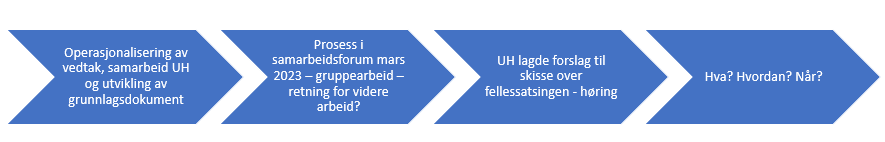 Operasjonalisering av
vedtak, samarbeid UH
og utvikling av
grunnlagsdokument
Prosess i
samarbeidsforum mars
2023 – gruppearbeid –
retning for videre
arbeid?
UH lagde forslag til
skisse over
fellessatsingen - høring
Hva? Hvordan? Når?